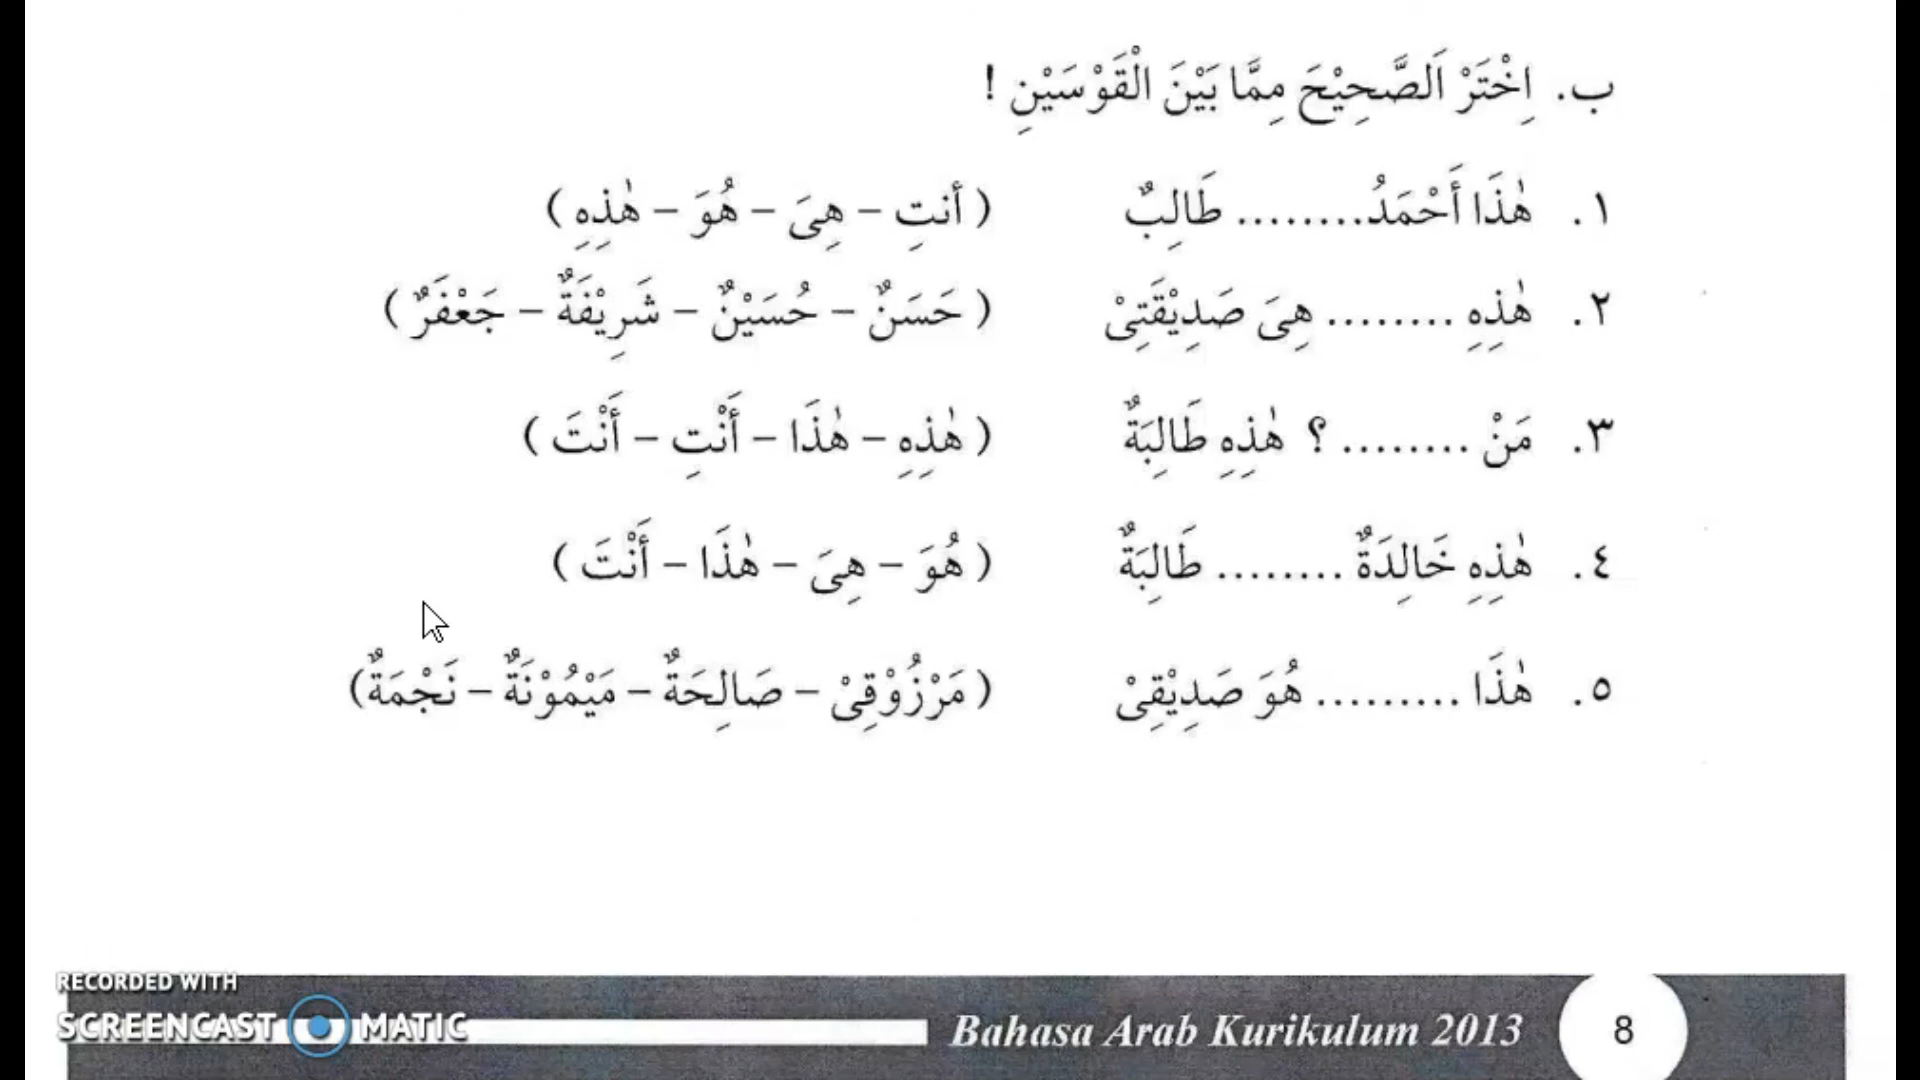 ب. اِخْتَرْ اَلصَّحِيْحَ مِمَّا بَيْنَ الْقَوْسَيْنِ !
١. هٰذَا أَحْمَدُ........ طَالِبٌ ( أنتِ – هِىَ – هُوَ – هٰذِهِ )
٢. هٰذِهِ ........ هِىَ صَدِيْقَتِىْ ( حَسَنٌ – حُسَيْنٌ – شَرِيْفَةٌ – جَعْفَرٌ )
٣. مَنْ ........ ؟ هٰذِهِ طَالِبَةٌ ( هٰذِهِ – هٰذَا – أَنْتِ – أَنْتَ )
٤. هٰذِهِ خَالِدَةٌ ........ طَالِبَةٌ ( هُوَ – هِىَ – هٰذَا – أَنْتَ )
٥. هٰذَا ......... هُوَ صَدِيْقِىْ ( مَرْزُوْقِىْ – صَالِحَةٌ – مَيْمُوْنَةٌ – نَجْمَةٌ)
RECORDED WITH
SCREENCAST MATIC
Bahasa Arab Kurikulum 2013 8